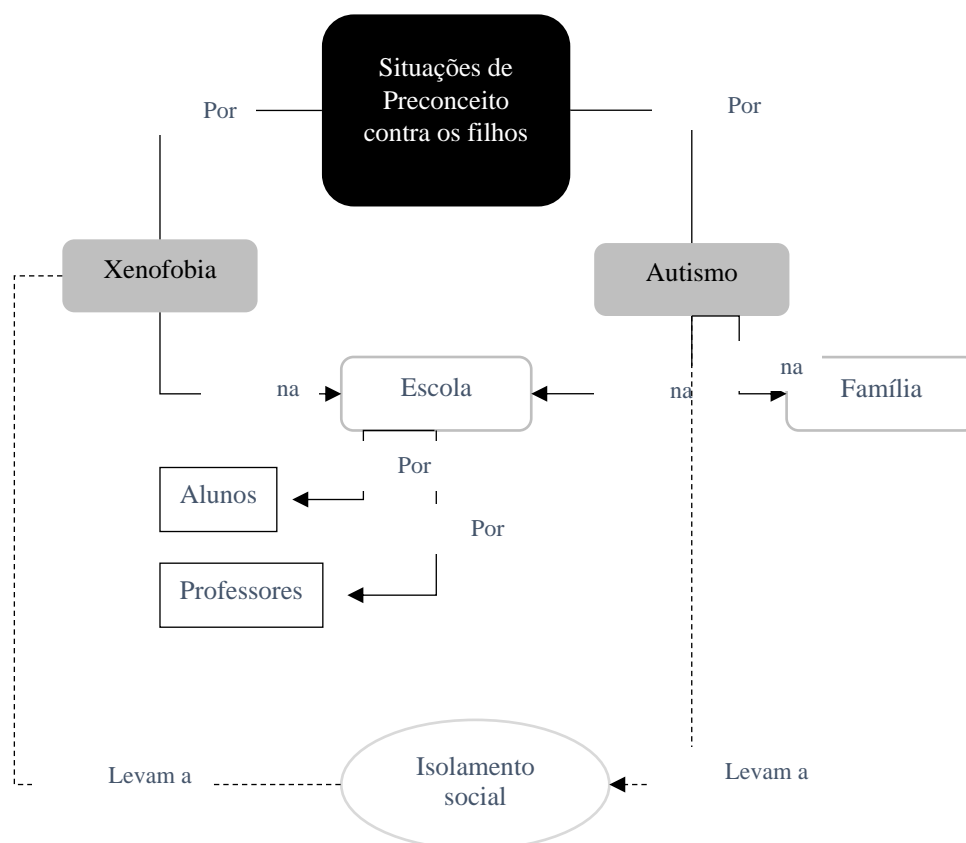 Situações de
Preconceito
contra os filhos
Por
Por
Xenofobia
Autismo
na
Escola
na
na
Família
Por
Alunos
Por
Professores
Levam a
Isolamento
social
Levam a